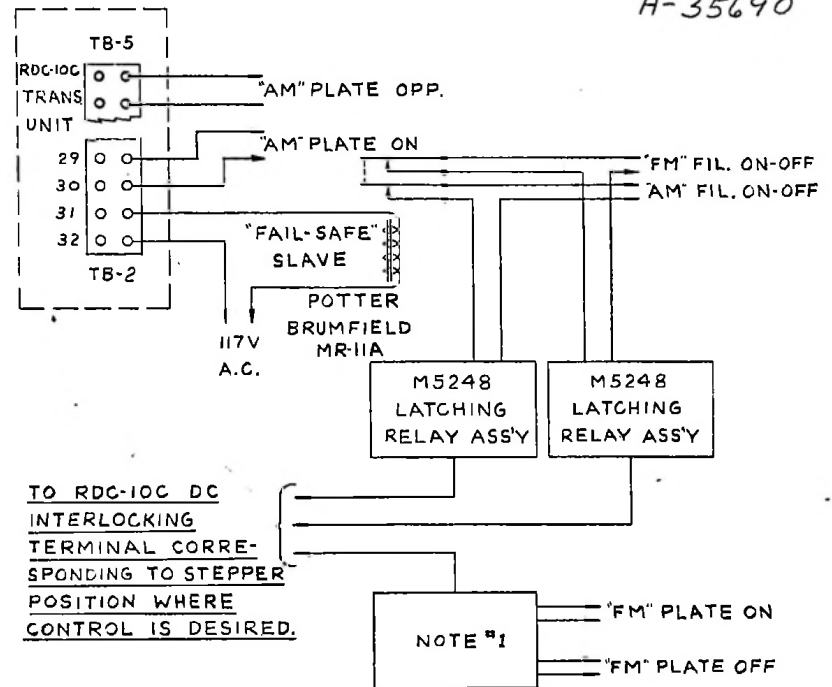 A-35690
TB-5
RDC-10C
TRANS
UNIT
"AM" PLATE OPP.
"AM" PLATE ON
29
30
31
32
TB-2
"FAIL-SAFE"
SLAVE
POTTER
BRUMFIELD
MR-11A
117V
A.C.
"FM" FIL. ON-OFF
"AM" FIL. ON-OFF
M5248
LATCHING
RELAY ASS'Y
M5248
LATCHING
RELAY ASS'Y
TO RDC-10C DC
INTERLOCKING
TERMINAL CORRE-
SPONDING TO STEPPER
POSITION WHERE
CONTROL IS DESIRED.
NOTE #1
"FM" PLATE ON
"FM" PLATE OFF